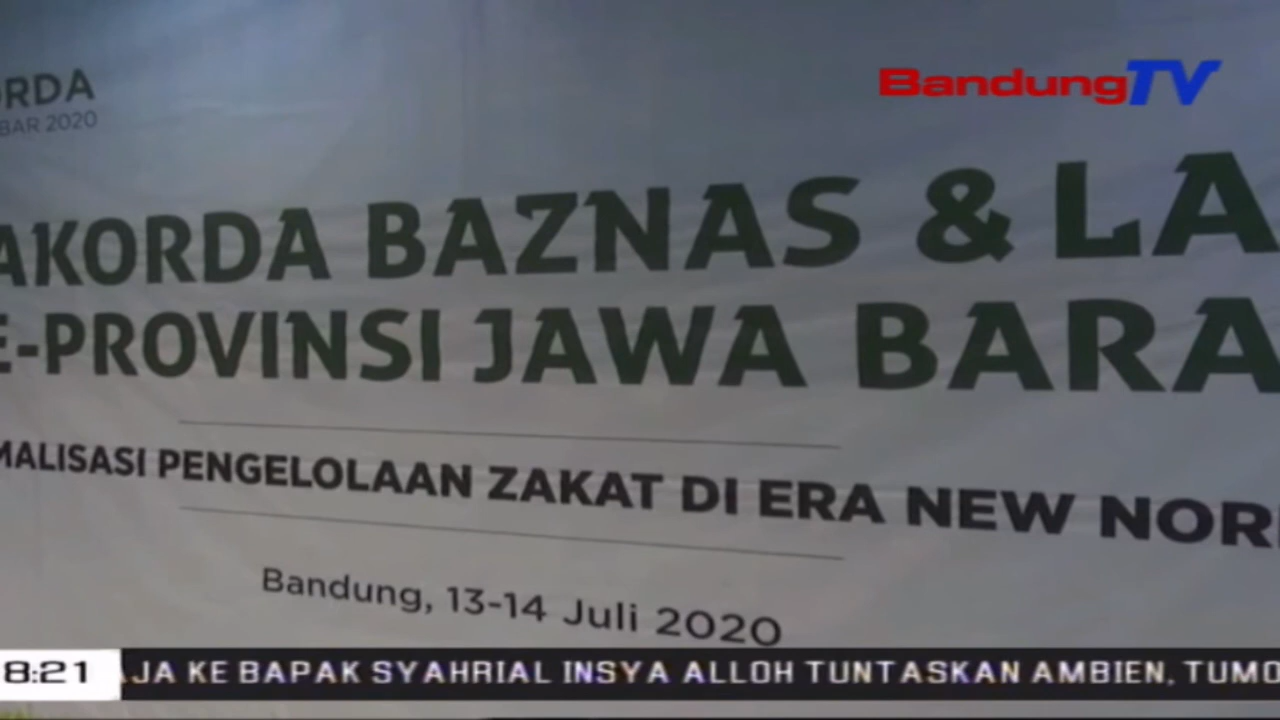 ORDA
BAR 2020
BandungTV
AKORDA BAZNAS & LA
E-PROVINSI JAWA BARA
MALISASI PENGELOLAAN ZAKAT DI ERA NEW NOR
Bandung, 13-14 Juli 2020
8:21
AJA KE BAPAK SYAHRIAL INSYA ALLOH TUNTASKAN AMBIEN, TUMO